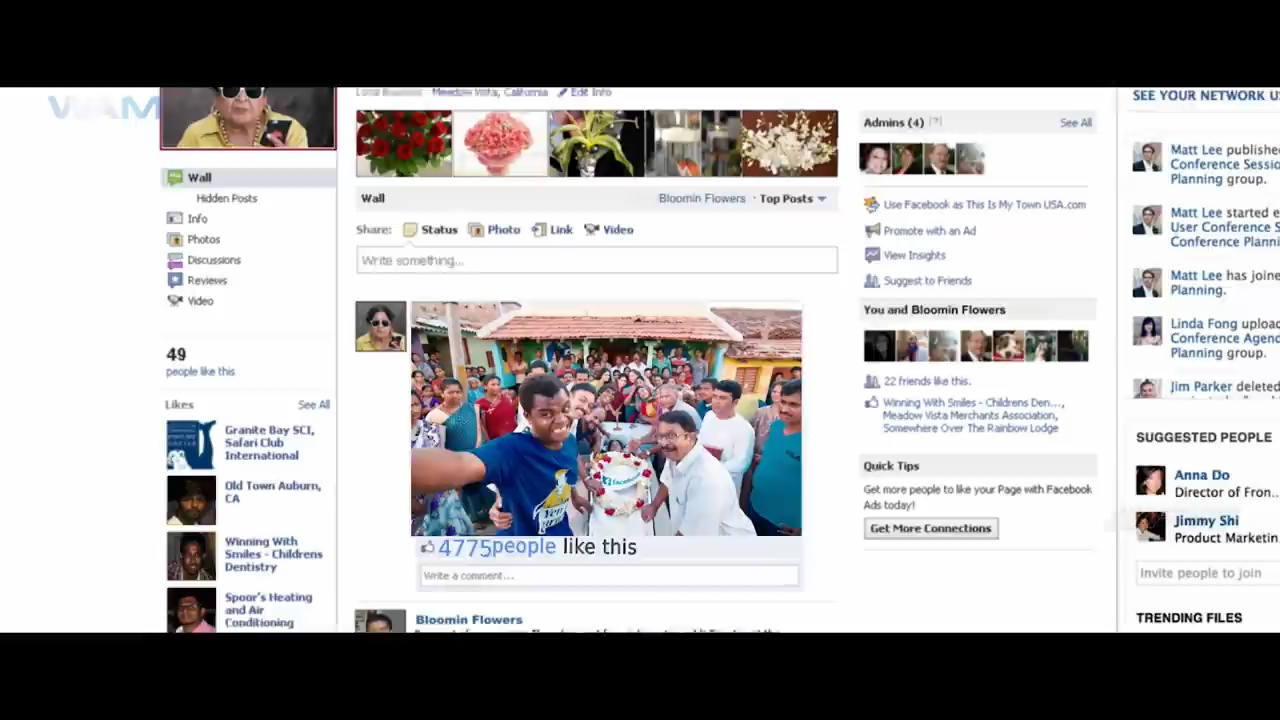 WAM
Wall
Hidden Posts
Info
Photos
Discussions
Reviews
Video
49
people like this
Likes
See All
Granite Bay SCI,
Safari Club
International
Old Town Auburn,
CA
Winning With
Smiles - Childrens
Dentistry
Spoor's Heating
and Air
Conditioning
Meadow Vista, California
Edit Info
Wall
Bloomin Flowers · Top Posts
Share: Status Photo Link Video
Write something...
facebook
4775people like this
Write a comment...
Bloomin Flowers
Admins (4) [?]
See All
Use Facebook as This Is My Town USA.com
Promote with an Ad
View Insights
Suggest to Friends
You and Bloomin Flowers
22 friends like this.
Winning With Smiles - Childrens Den...,
Meadow Vista Merchants Association,
Somewhere Over The Rainbow Lodge
Quick Tips
Get more people to like your Page with Facebook
Ads today!
Get More Connections
SEE YOUR NETWORK
Matt Lee published
Conference
Planning group.
Matt Lee started
User Conference
Conference
Matt Lee has
Planning.
Linda Fong
Conference
Planning group.
Jim Parker deleted
SUGGESTED PEOPLE
Anna Do
Director of Fron..
Jimmy Shi
Product
Invite people to join
TRENDING FILES